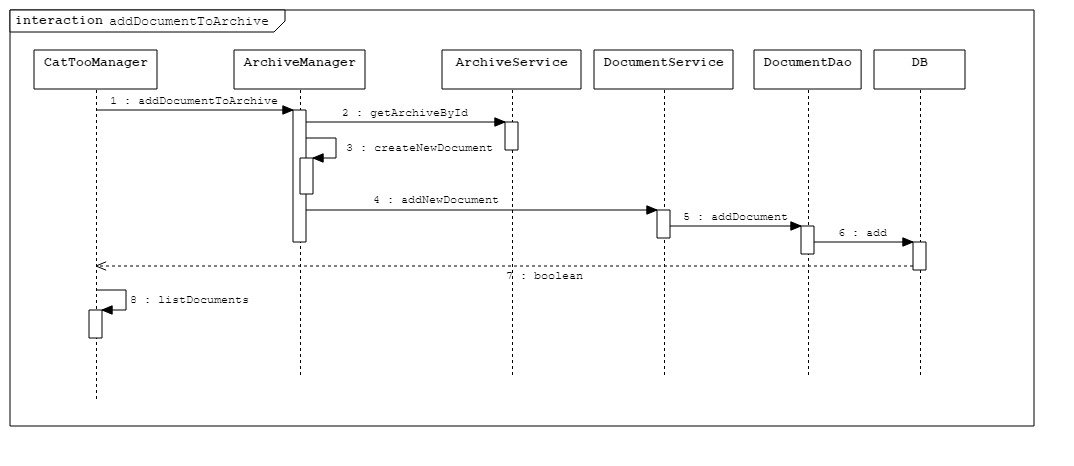 interaction addDocumentToArchive
CatTooManager
ArchiveManager
ArchiveService
DocumentService
DocumentDao
DB
1 : addDocumentToArchive
2 : getArchiveById
3 : createNewDocument
4 : addNewDocument
5 : addDocument
6 : add
7 : boolean
8 : listDocuments